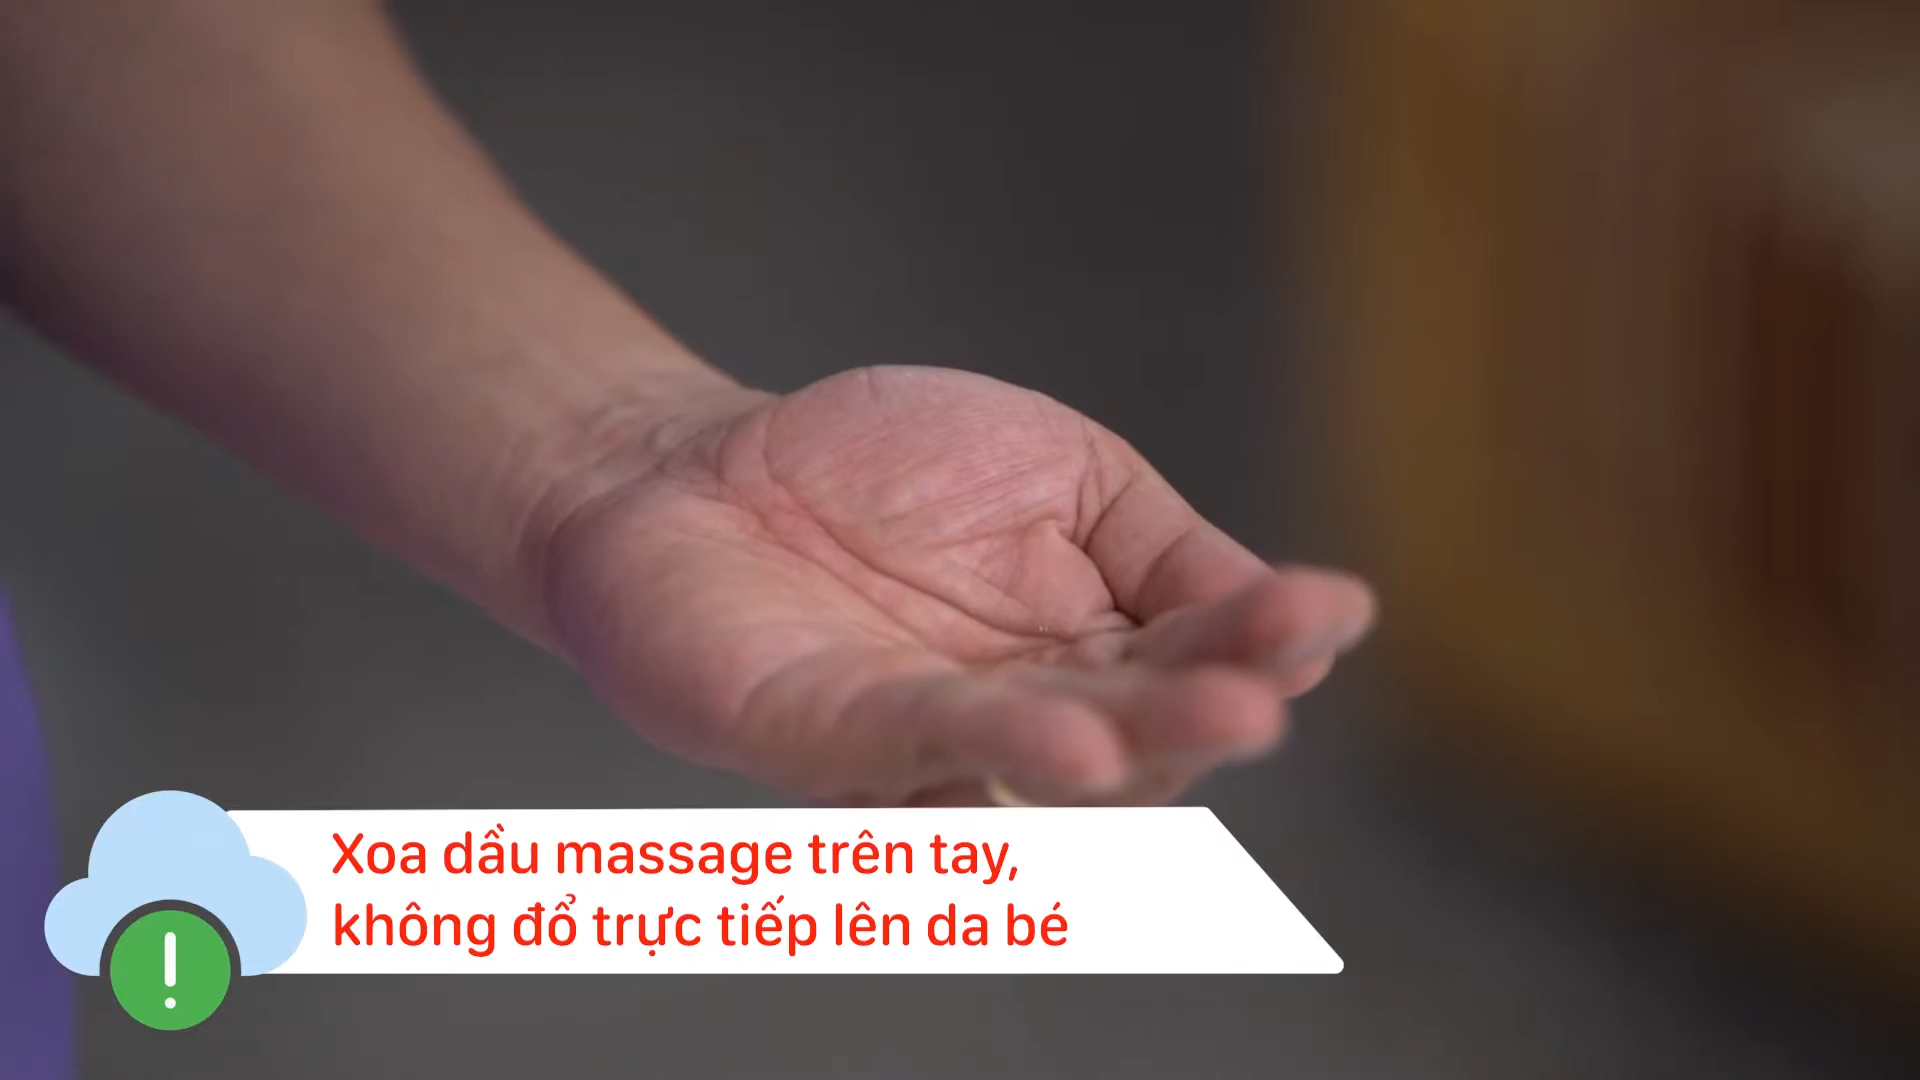 Xoa dầu massage trên tay,
không đổ trực tiếp lên da bé